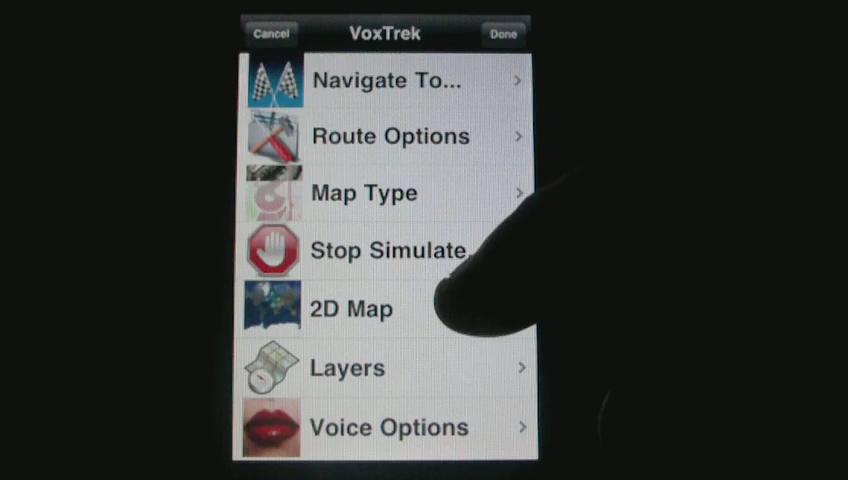 Cancel
VoxTrek
Done
Navigate To...
Route Options
Map Type
Stop Simulate
2D Map
Layers
Voice Options